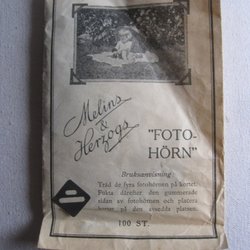 Melins
&
Herzogs
"FOTO-
HÖRN"
Bruksanvisning
Träd de fyra fotohörnen på kortet.
Fukta därefter den gummerade
sidan av fotohörnen och placera
kortet på den avsedda platsen.
100 ST.